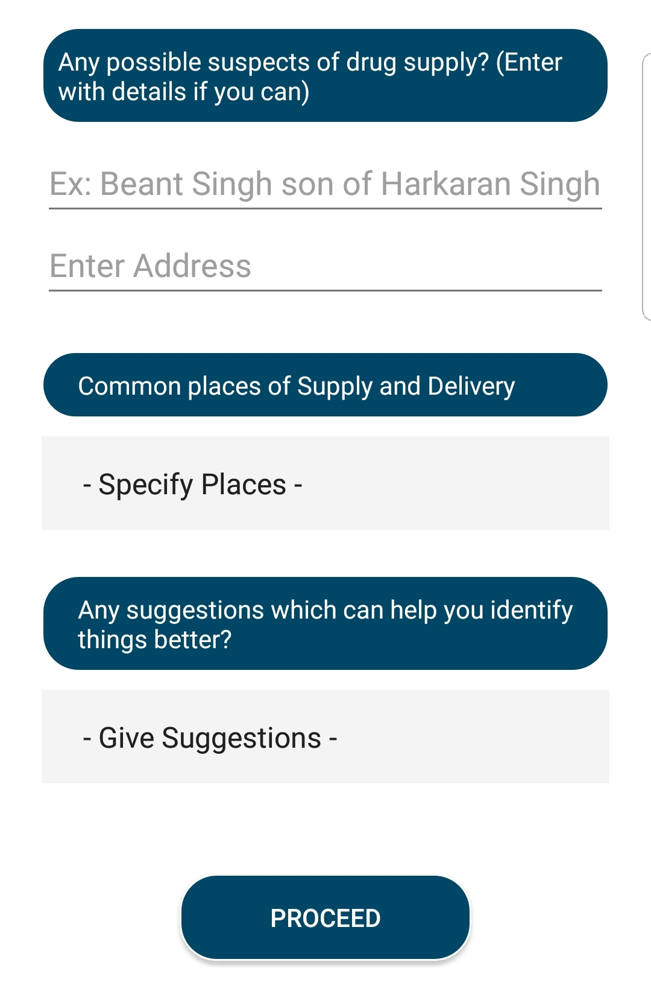 Any possible suspects of drug supply? (Enter
with details if you can)
Ex: Beant Singh son of Harkaran Singh
Enter Address
Common places of Supply and Delivery
- Specify Places -
Any suggestions which can help you identify
things better?
- Give Suggestions -
PROCEED